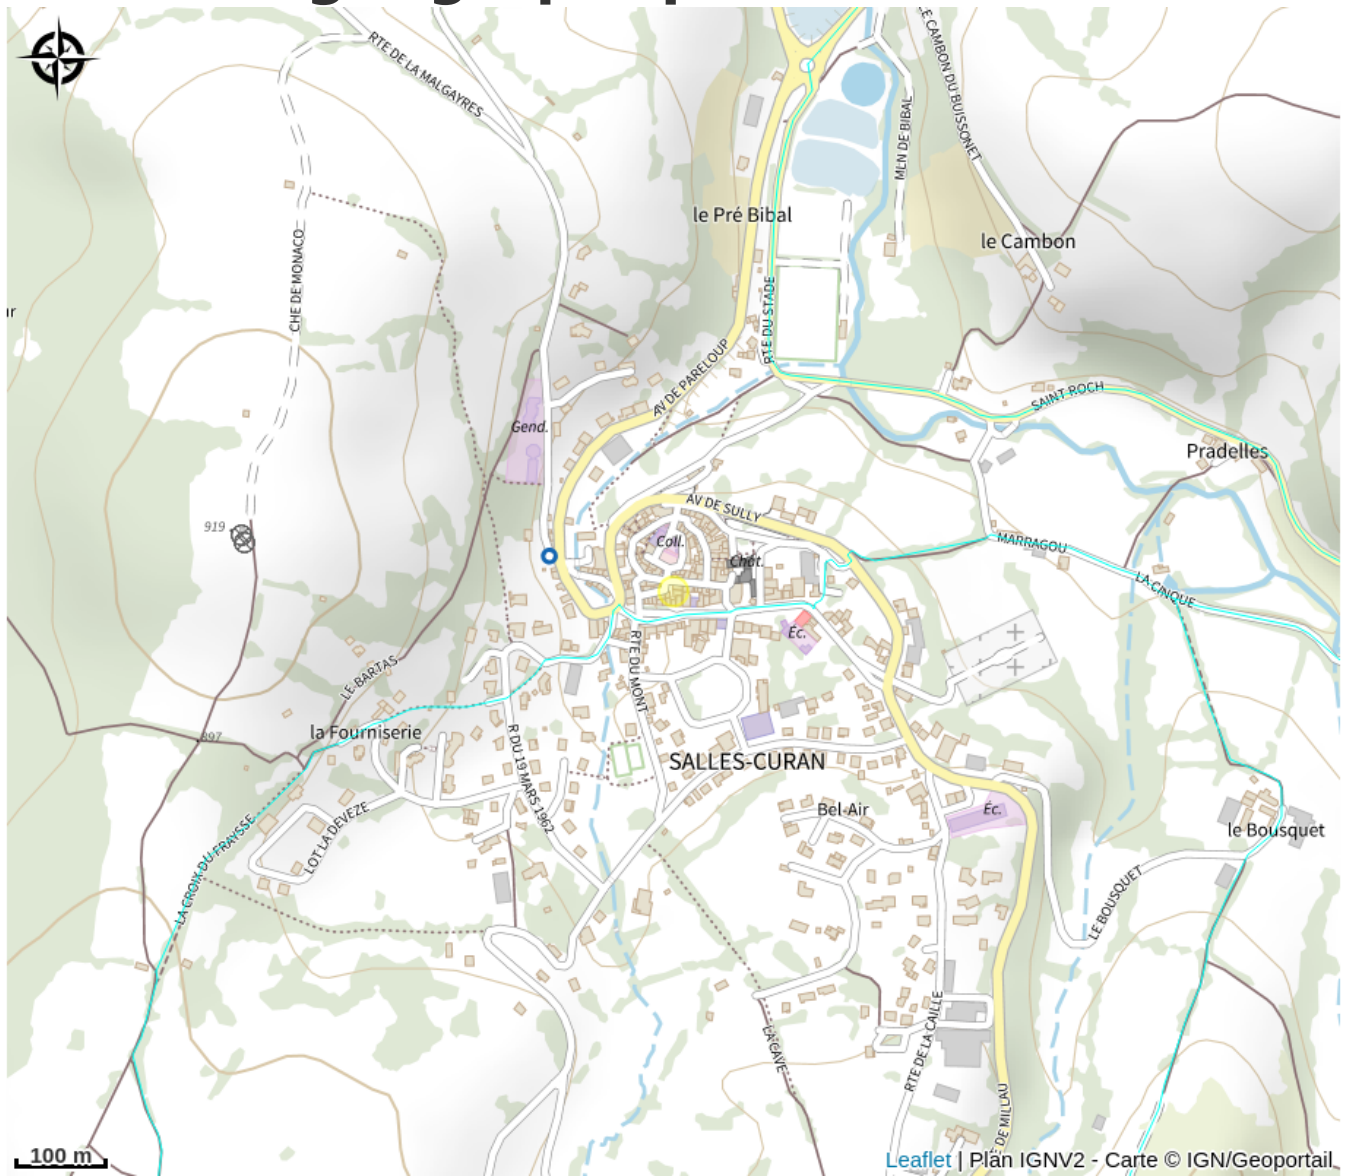 RTE DE LA MALGAYRES
LE CAMBON DU BUISSONET
MLN DE BIBAL
le Pré Bibal
le Cambon
CHE DE MONACO
RTE DU STADE
AV DE PARELOUP
SAINT ROCH
Gend.
Pradelles
AV DE SULLY
919
Coll.
Chât.
MARRAGOU
LA CINQUE
Éc.
RTE DU MONT
LE BARTAS
la Fourniserie
897
R DU 19 MARS 1962
SALLES-CURAN
Bel-Air
Éc.
le Bousquet
LOT LA DEVEZE
LA CROIX DU FRAYSSE
LE BOUSQUET
LA CAVE
RTE DE LA CAILLE
DE MILLAU
100 m
Leaflet | Plan IGNV2 - Carte © IGN/Geoportail